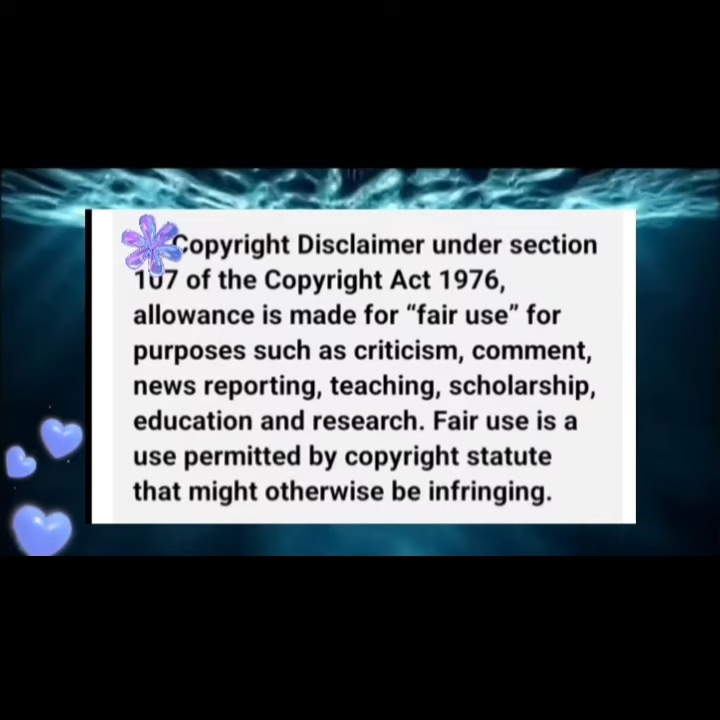 Copyright Disclaimer under section
107 of the Copyright Act 1976,
allowance is made for “fair use” for
purposes such as criticism, comment,
news reporting, teaching, scholarship,
education and research. Fair use is a
use permitted by copyright statute
that might otherwise be infringing.